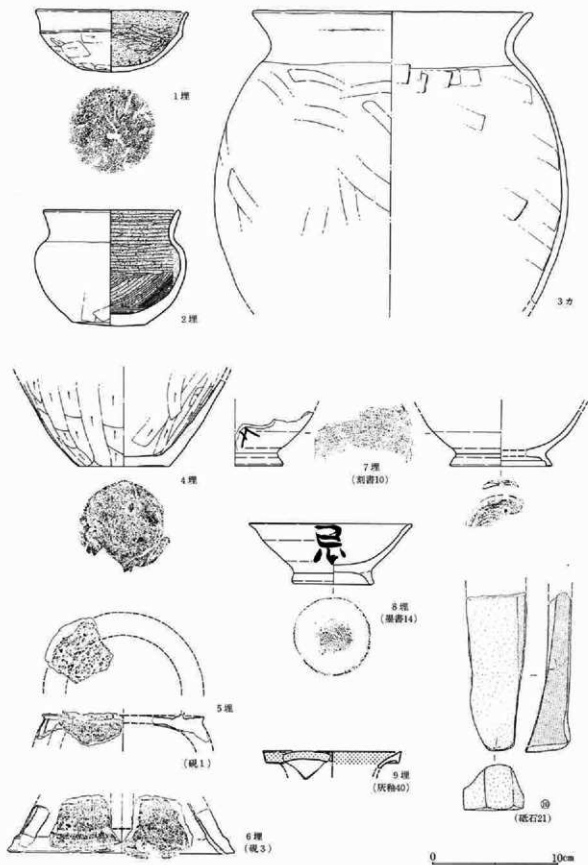 1埋
2埋
3カ
4埋
7埋
(刻書10)
8埋
(墨書14)
5埋
(硯1)
9埋
(灰釉40)
6埋
(硯3)
⑩
(砥石21)
0 10cm